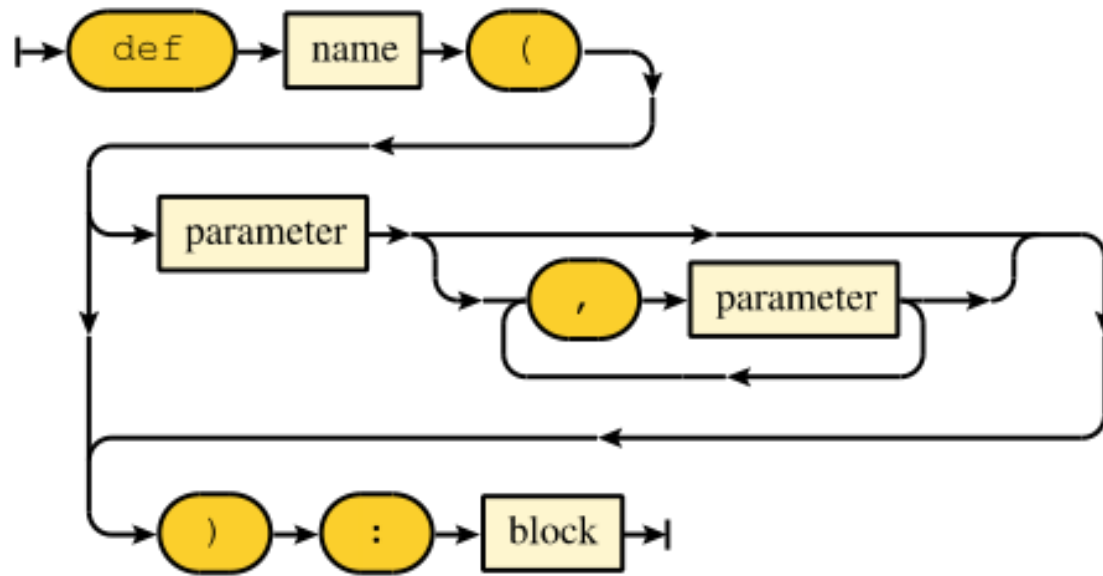 def name (
parameter
, parameter
) : block